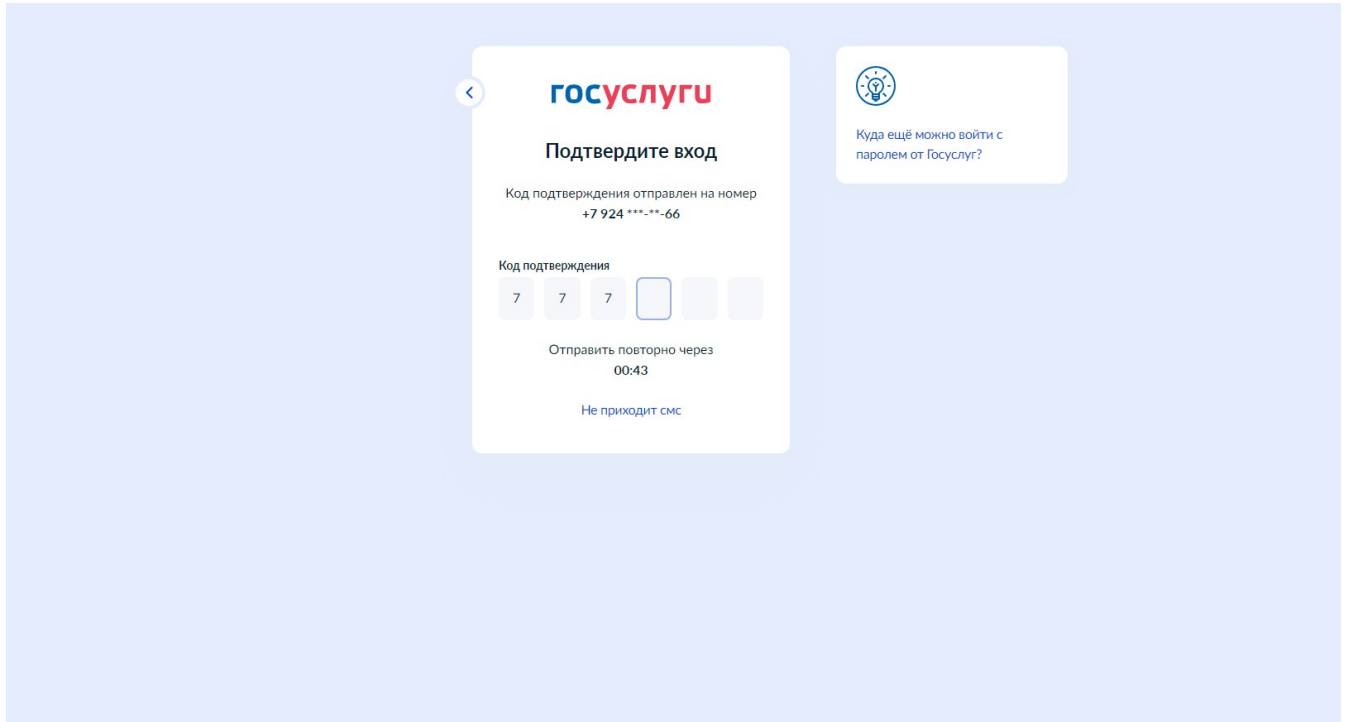 госуслуги
Подтвердите вход
Код подтверждения отправлен на номер
+7 924 ***-**-66
Код подтверждения
7 7 7
Отправить повторно через
00:43
Не приходит смс
Куда ещё можно войти с
паролем от Госуслуг?